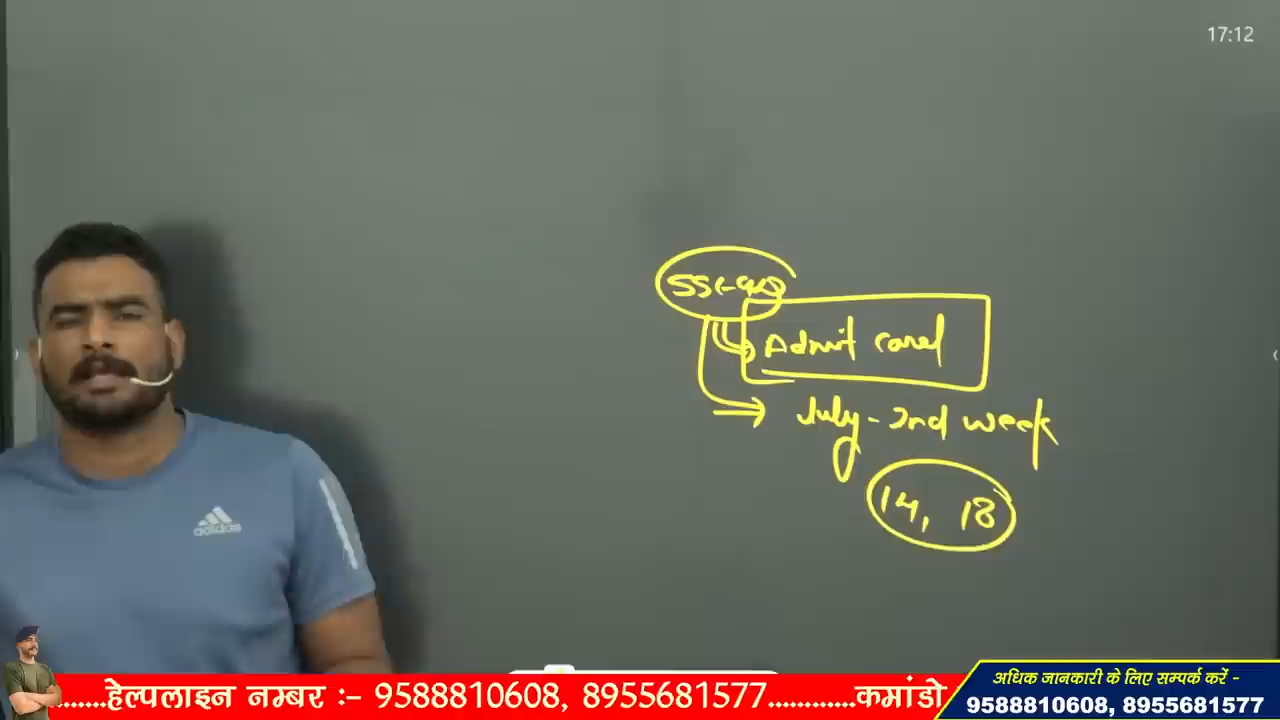 17:12
SSC-GD
Admit card
July-2nd week
14, 18
adidas
......हेल्पलाइन नम्बर :- 9588810608, 8955681577............कमांडो
अधिक जानकारी के लिए सम्पर्क करें -
9588810608, 8955681577